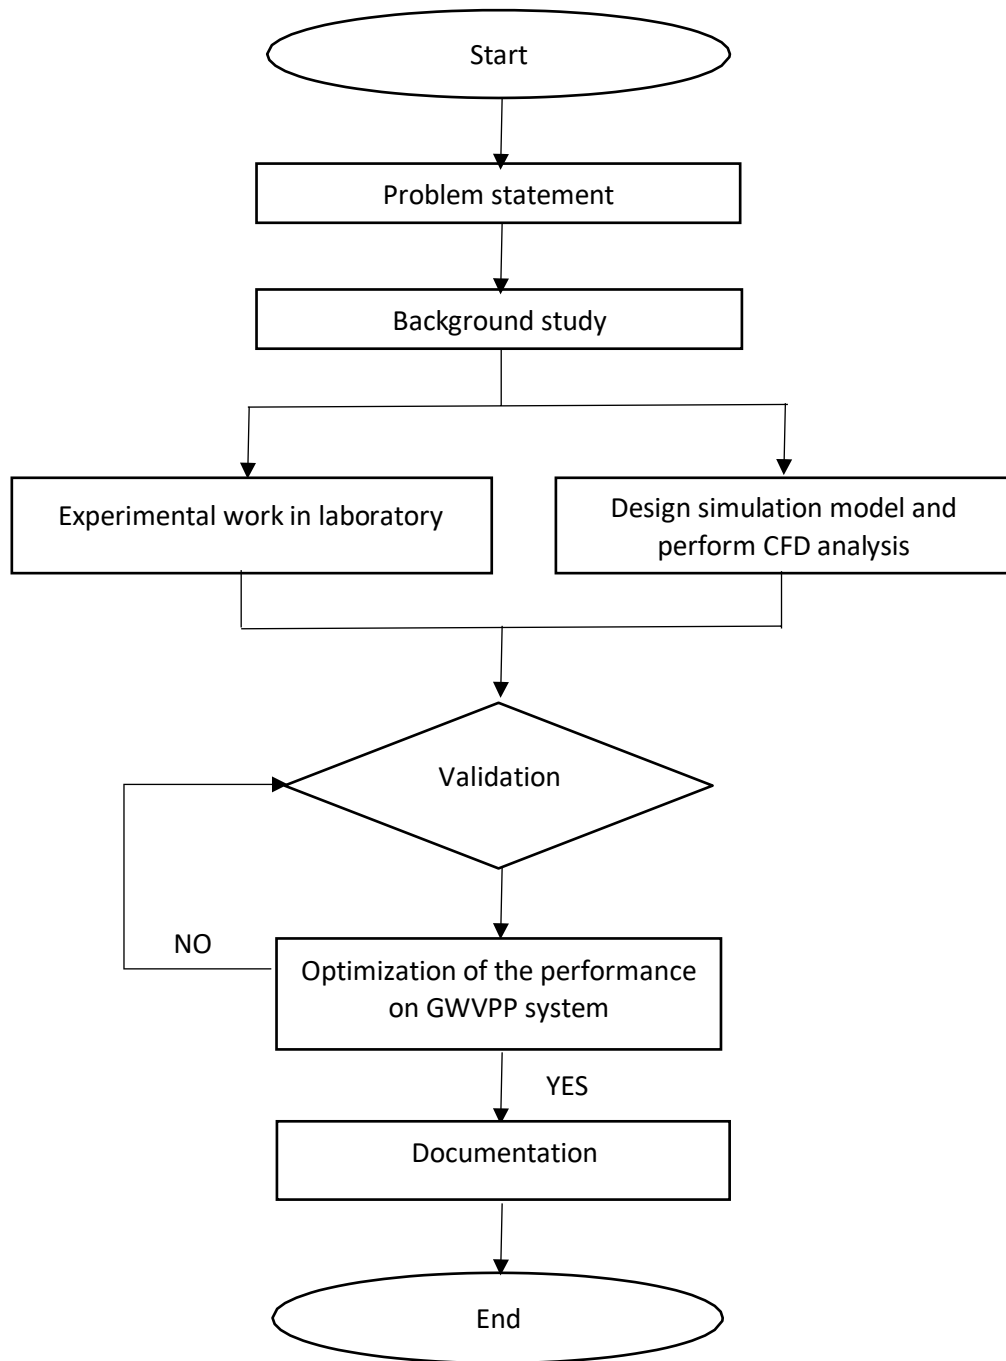 Start
Problem statement
Background study
Experimental work in laboratory
Design simulation model and
perform CFD analysis
Validation
NO
Optimization of the performance
on GWVPP system
YES
Documentation
End